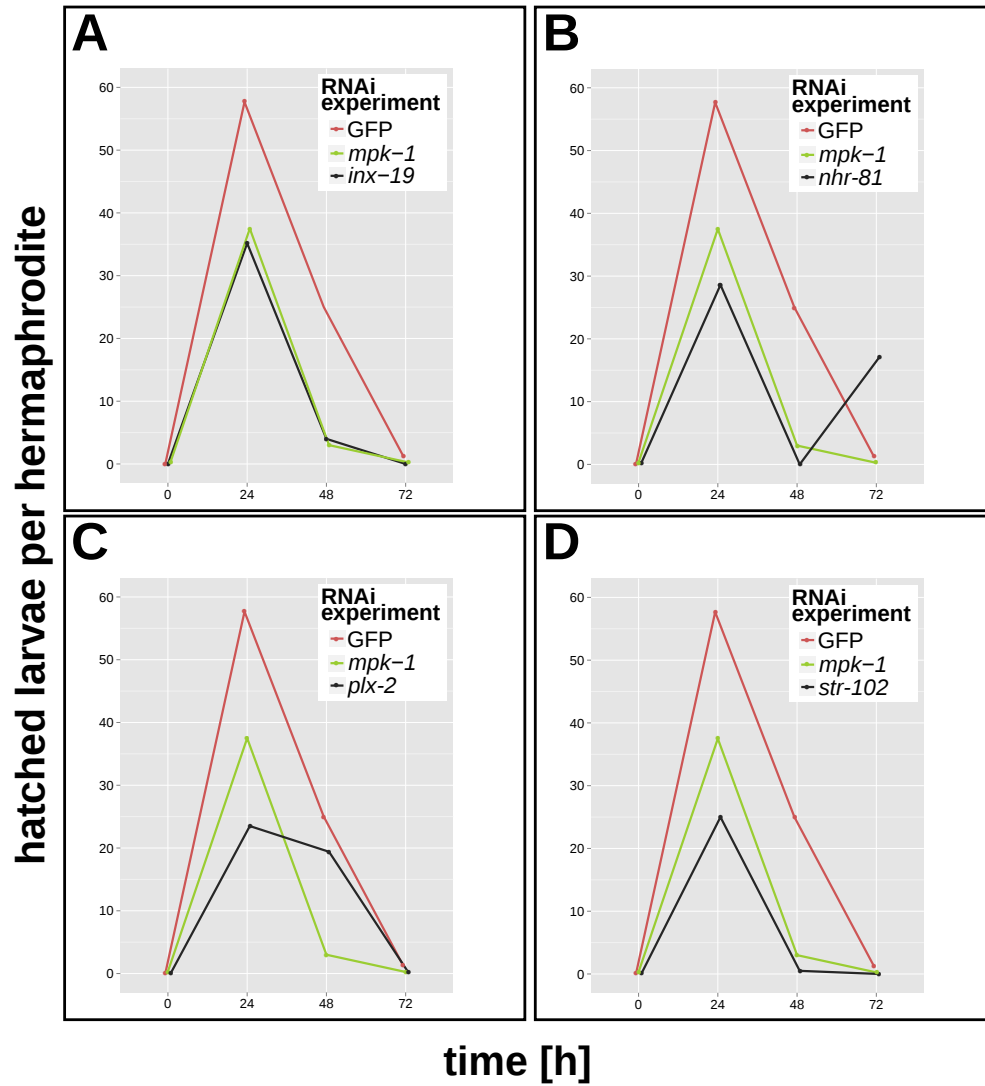 hatched larvae per hermaphrodite
A
RNAi
experiment
GFP
mpk−1
inx−19
60
50
40
30
20
10
0
0 24 48 72
B
RNAi
experiment
GFP
mpk−1
nhr-81
60
50
40
30
20
10
0
0 24 48 72
C
RNAi
experiment
GFP
mpk−1
plx-2
60
50
40
30
20
10
0
0 24 48 72
D
RNAi
experiment
GFP
mpk−1
str-102
60
50
40
30
20
10
0
0 24 48 72
time [h]